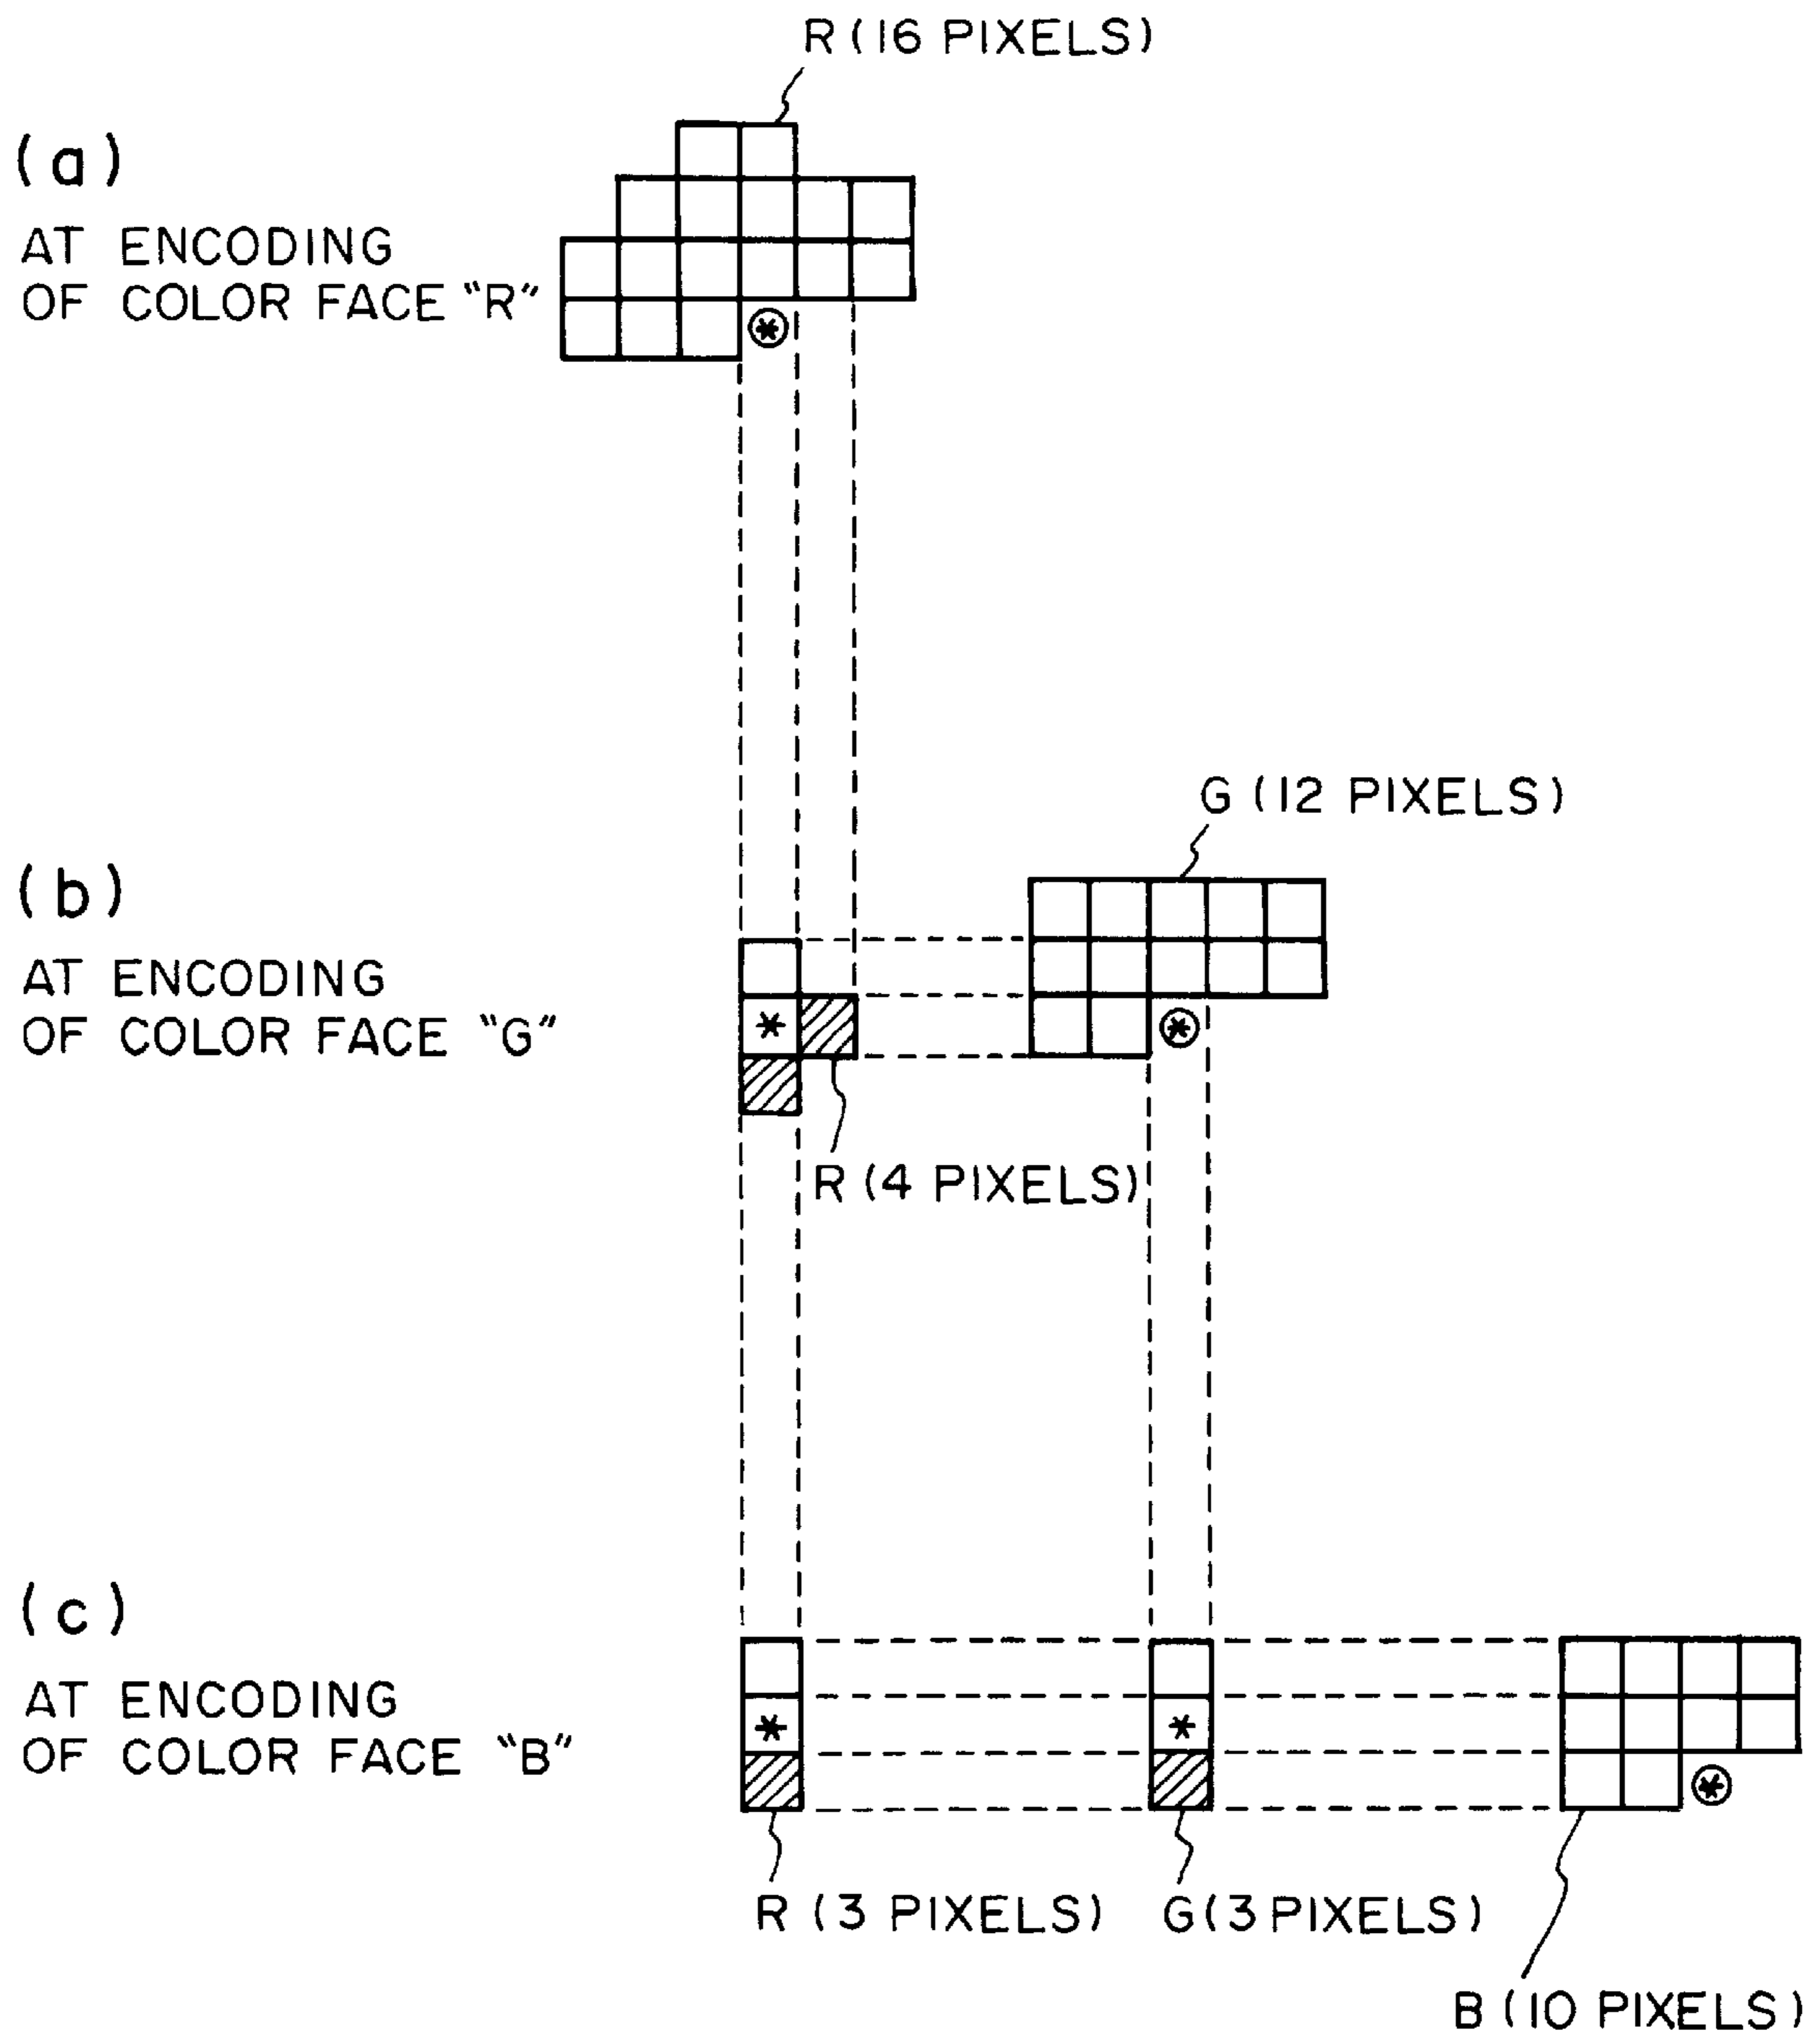 R (16 PIXELS)
(a)
AT ENCODING
OF COLOR FACE "R"
⊛
G (12 PIXELS)
(b)
AT ENCODING
OF COLOR FACE "G"
* ⊛
R (4 PIXELS)
(c)
AT ENCODING
OF COLOR FACE "B"
* * ⊛
R (3 PIXELS) G (3 PIXELS)
B (10 PIXELS)